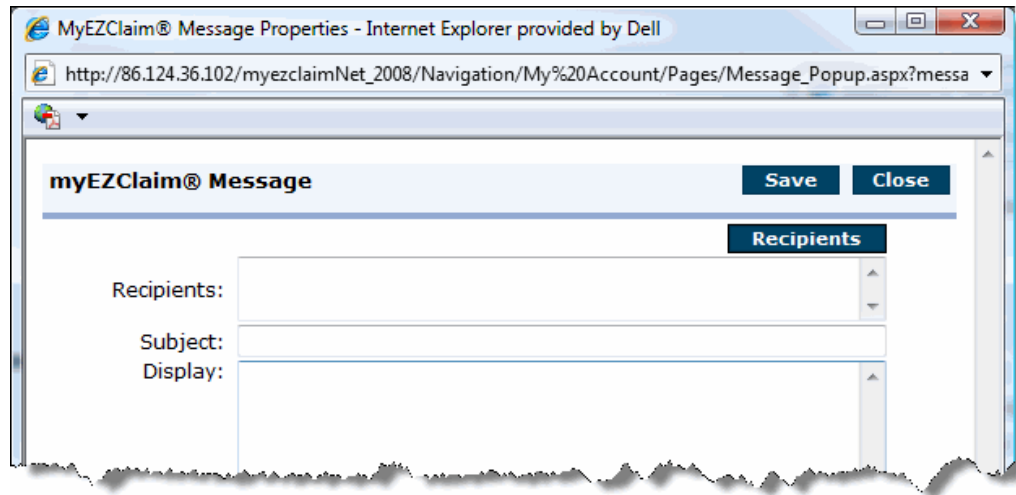 MyEZClaim® Message Properties - Internet Explorer provided by Dell
http://86.124.36.102/myezclaimNet_2008/Navigation/My%20Account/Pages/Message_Popup.aspx?messa
myEZClaim® Message
Save
Close
Recipients
Recipients:
Subject:
Display: